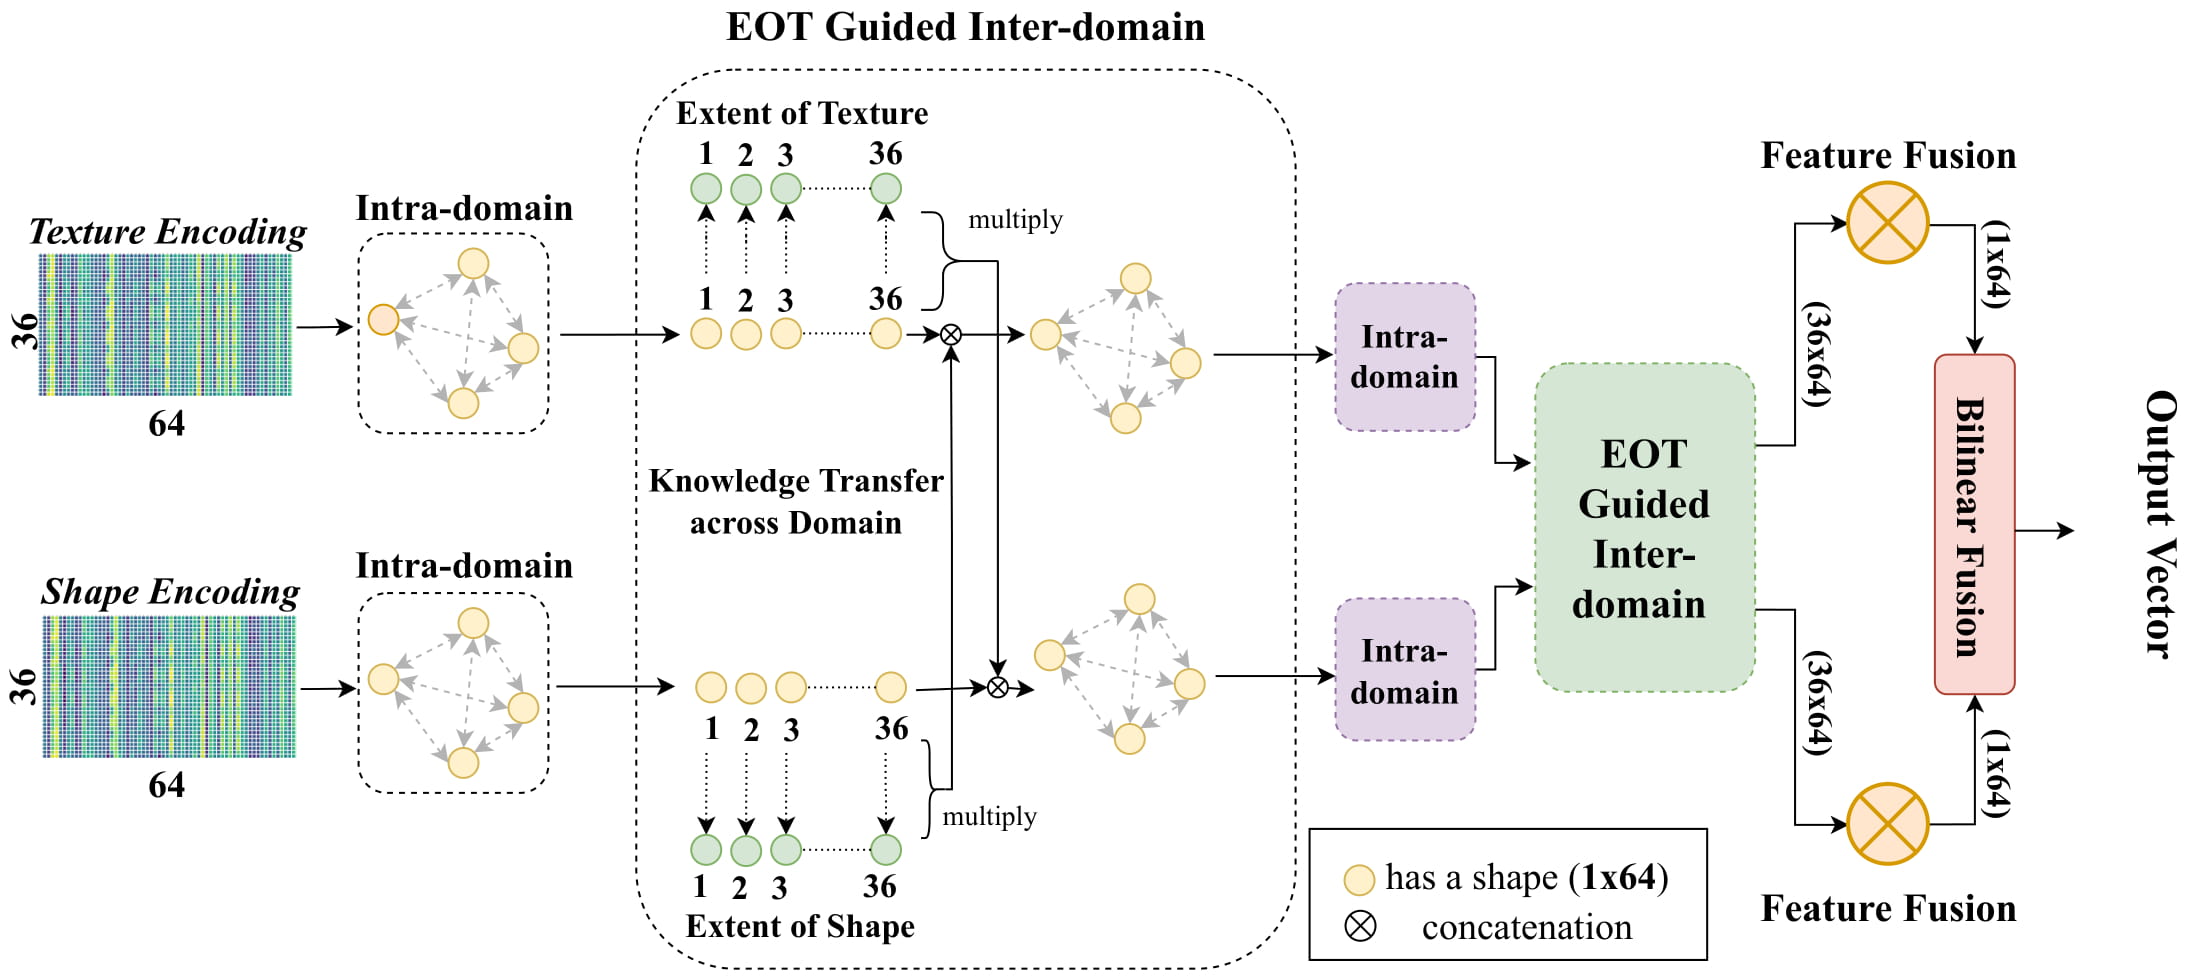 EOT Guided Inter-domain
Extent of Texture
1 2 3 36
multiply
1 2 3 36
Texture Encoding
36
64
Intra-domain
Knowledge Transfer
across Domain
Shape Encoding
36
64
Intra-domain
1 2 3 36
multiply
1 2 3 36
Extent of Shape
Intra-
domain
Intra-
domain
EOT
Guided
Inter-
domain
(36x64)
(36x64)
Feature Fusion
(1x64)
Bilinear Fusion
(1x64)
Feature Fusion
Output Vector
has a shape (1x64)
concatenation